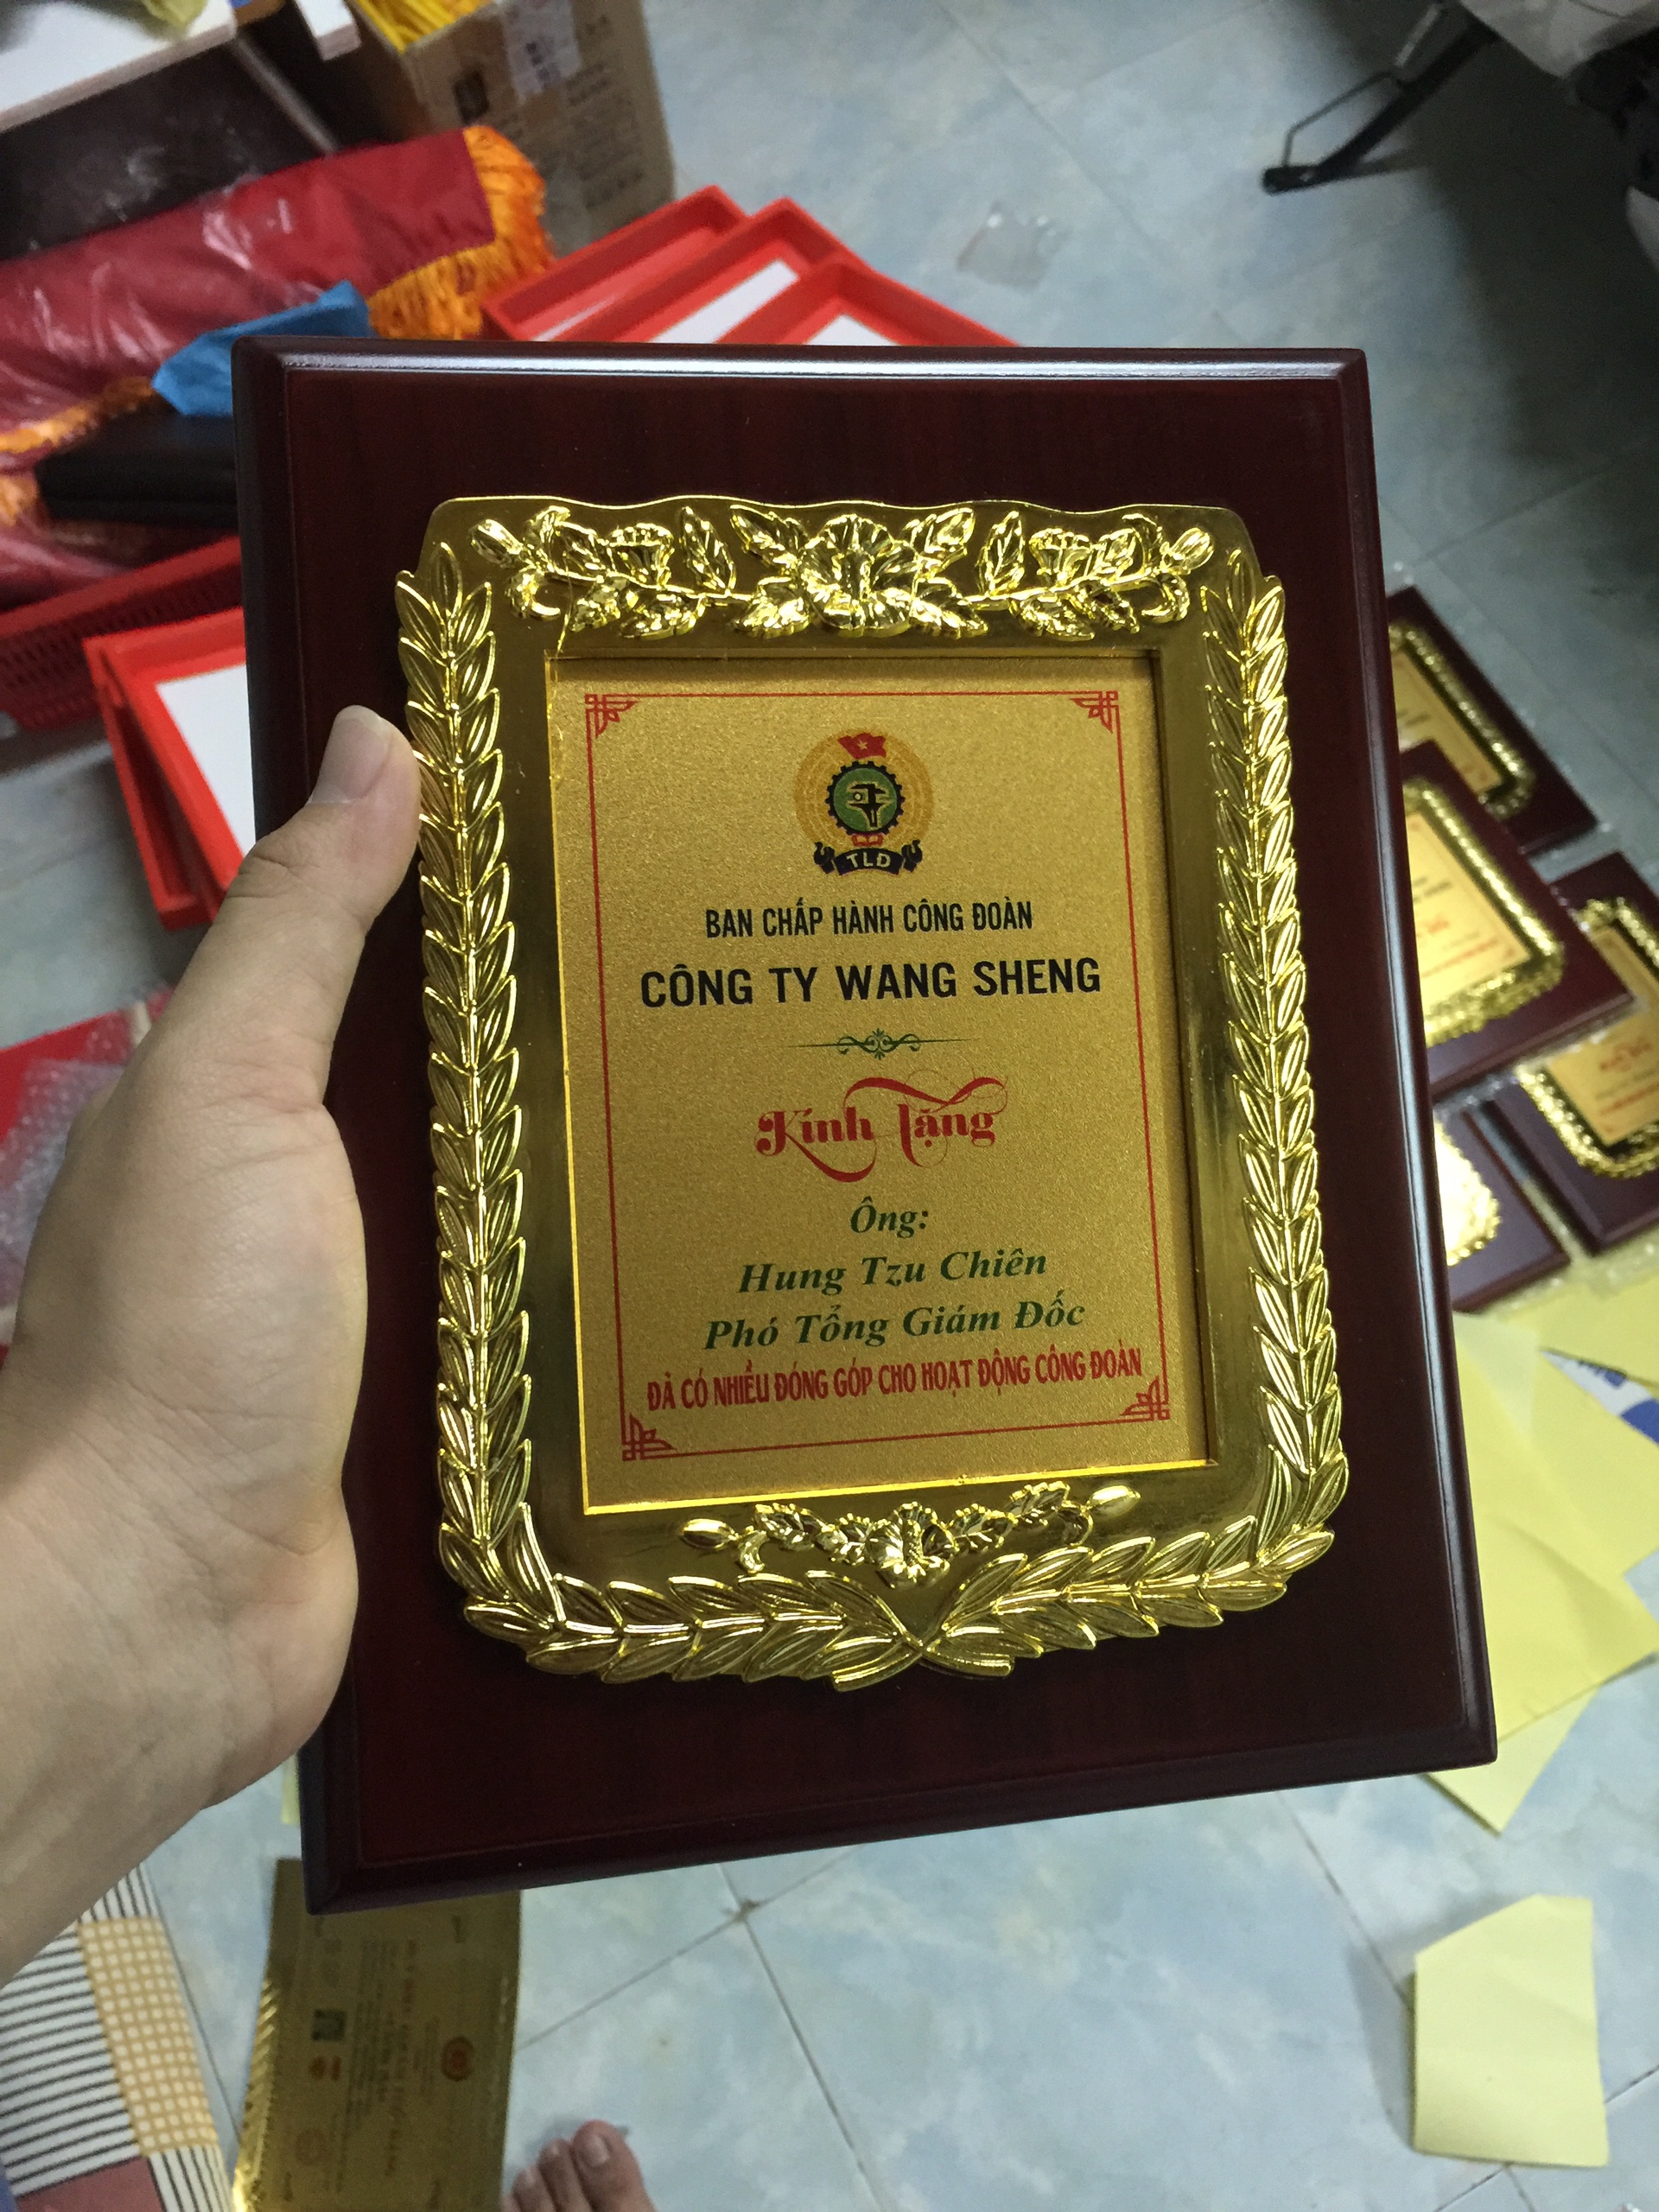 TLĐ
BAN CHẤP HÀNH CÔNG ĐOÀN
CÔNG TY WANG SHENG
Kính Tặng
Ông:
Hung Tzu Chiên
Phó Tổng Giám Đốc
ĐÃ CÓ NHIỀU ĐÓNG GÓP CHO HOẠT ĐỘNG CÔNG ĐOÀN